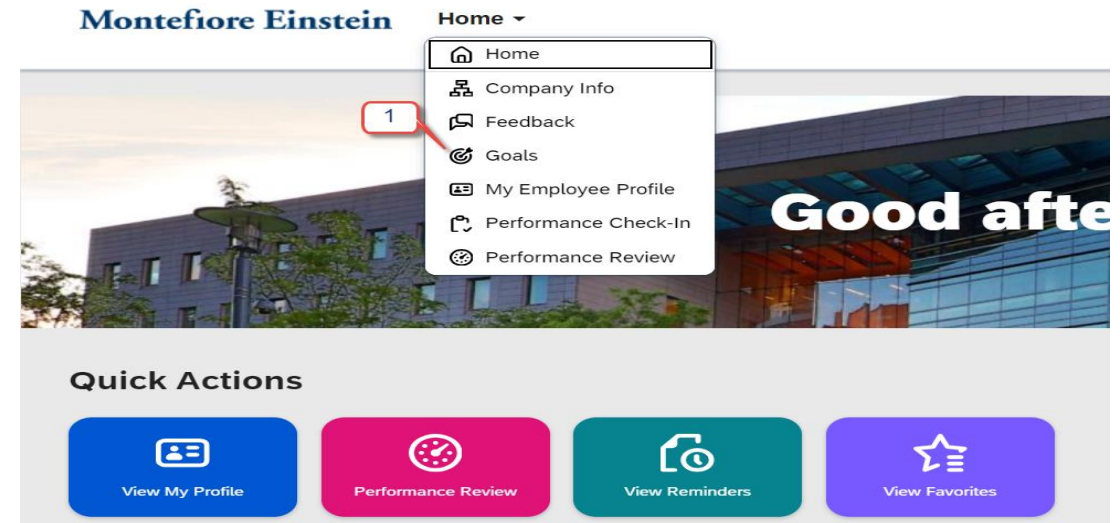 Montefiore Einstein
Home
Home
Company Info
1
Feedback
Goals
My Employee Profile
Performance Check-In
Good afte
Performance Review
Quick Actions
View My Profile
Performance Review
View Reminders
View Favorites